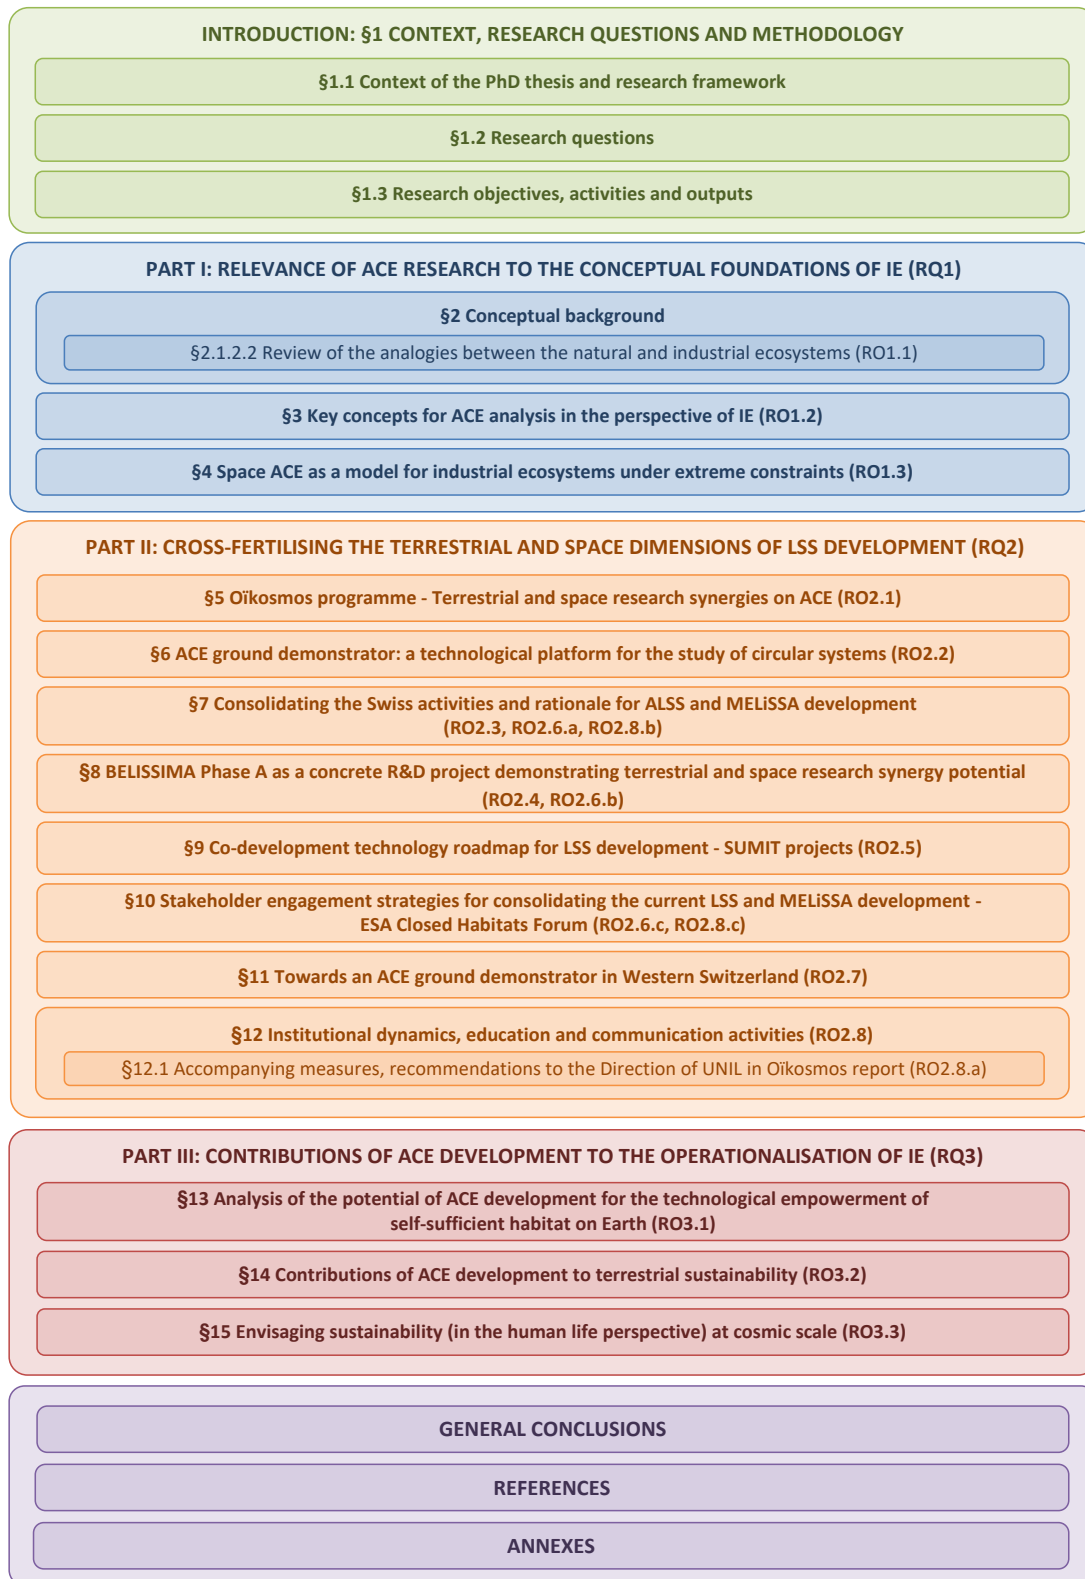 INTRODUCTION: §1 CONTEXT, RESEARCH QUESTIONS AND METHODOLOGY
§1.1 Context of the PhD thesis and research framework
§1.2 Research questions
§1.3 Research objectives, activities and outputs
PART I: RELEVANCE OF ACE RESEARCH TO THE CONCEPTUAL FOUNDATIONS OF IE (RQ1)
§2 Conceptual background
§2.1.2.2 Review of the analogies between the natural and industrial ecosystems (RO1.1)
§3 Key concepts for ACE analysis in the perspective of IE (RO1.2)
§4 Space ACE as a model for industrial ecosystems under extreme constraints (RO1.3)
PART II: CROSS-FERTILISING THE TERRESTRIAL AND SPACE DIMENSIONS OF LSS DEVELOPMENT (RQ2)
§5 Oïkosmos programme - Terrestrial and space research synergies on ACE (RO2.1)
§6 ACE ground demonstrator: a technological platform for the study of circular systems (RO2.2)
§7 Consolidating the Swiss activities and rationale for ALSS and MELiSSA development
(RO2.3, RO2.6.a, RO2.8.b)
§8 BELISSIMA Phase A as a concrete R&D project demonstrating terrestrial and space research synergy potential
(RO2.4, RO2.6.b)
§9 Co-development technology roadmap for LSS development - SUMIT projects (RO2.5)
§10 Stakeholder engagement strategies for consolidating the current LSS and MELiSSA development -
ESA Closed Habitats Forum (RO2.6.c, RO2.8.c)
§11 Towards an ACE ground demonstrator in Western Switzerland (RO2.7)
§12 Institutional dynamics, education and communication activities (RO2.8)
§12.1 Accompanying measures, recommendations to the Direction of UNIL in Oïkosmos report (RO2.8.a)
PART III: CONTRIBUTIONS OF ACE DEVELOPMENT TO THE OPERATIONALISATION OF IE (RQ3)
§13 Analysis of the potential of ACE development for the technological empowerment of
self-sufficient habitat on Earth (RO3.1)
§14 Contributions of ACE development to terrestrial sustainability (RO3.2)
§15 Envisaging sustainability (in the human life perspective) at cosmic scale (RO3.3)
GENERAL CONCLUSIONS
REFERENCES
ANNEXES